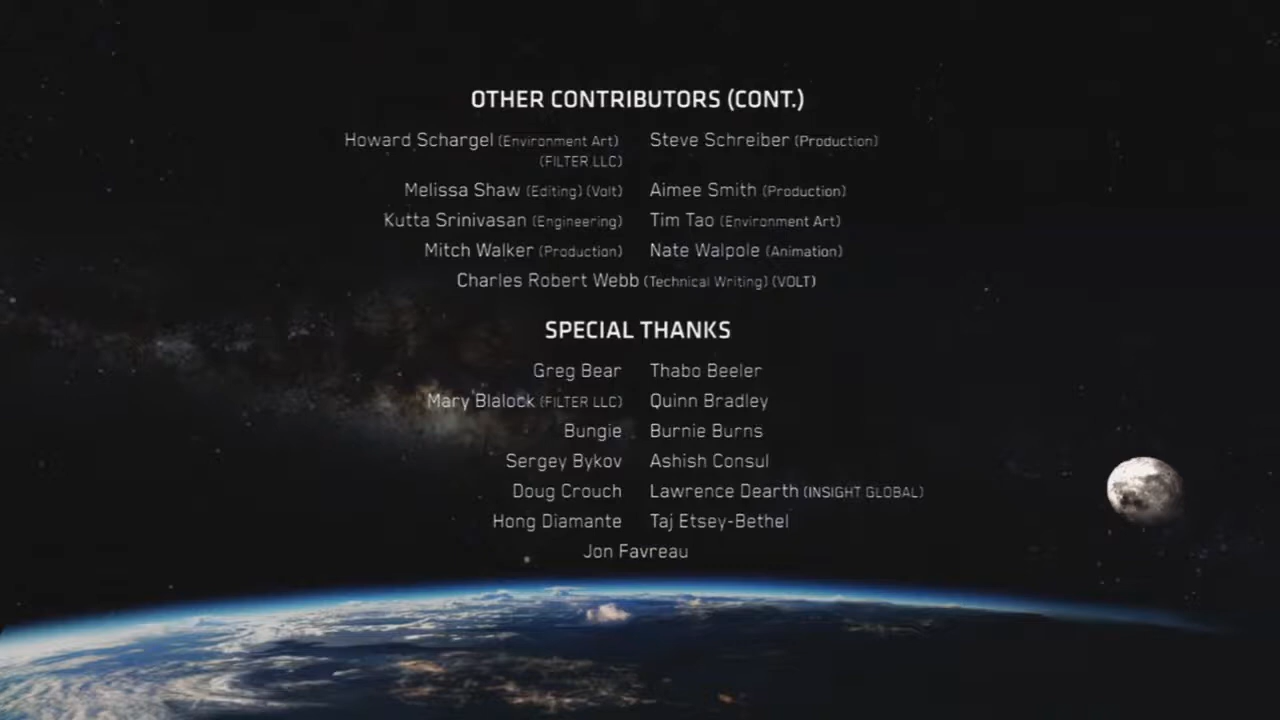 OTHER CONTRIBUTORS (CONT.)
Howard Schargel (Environment Art) Steve Schreiber (Production)
(FILTER LLC)
Melissa Shaw (Editing) (Volt) Aimee Smith (Production)
Kutta Srinivasan (Engineering) Tim Tao (Environment Art)
Mitch Walker (Production) Nate Walpole (Animation)
Charles Robert Webb (Technical Writing) (VOLT)
SPECIAL THANKS
Greg Bear Thabo Beeler
Mary Blalock (FILTER LLC) Quinn Bradley
Bungie Burnie Burns
Sergey Bykov Ashish Consul
Doug Crouch Lawrence Dearth (INSIGHT GLOBAL)
Hong Diamante Taj Etsey-Bethel
Jon Favreau